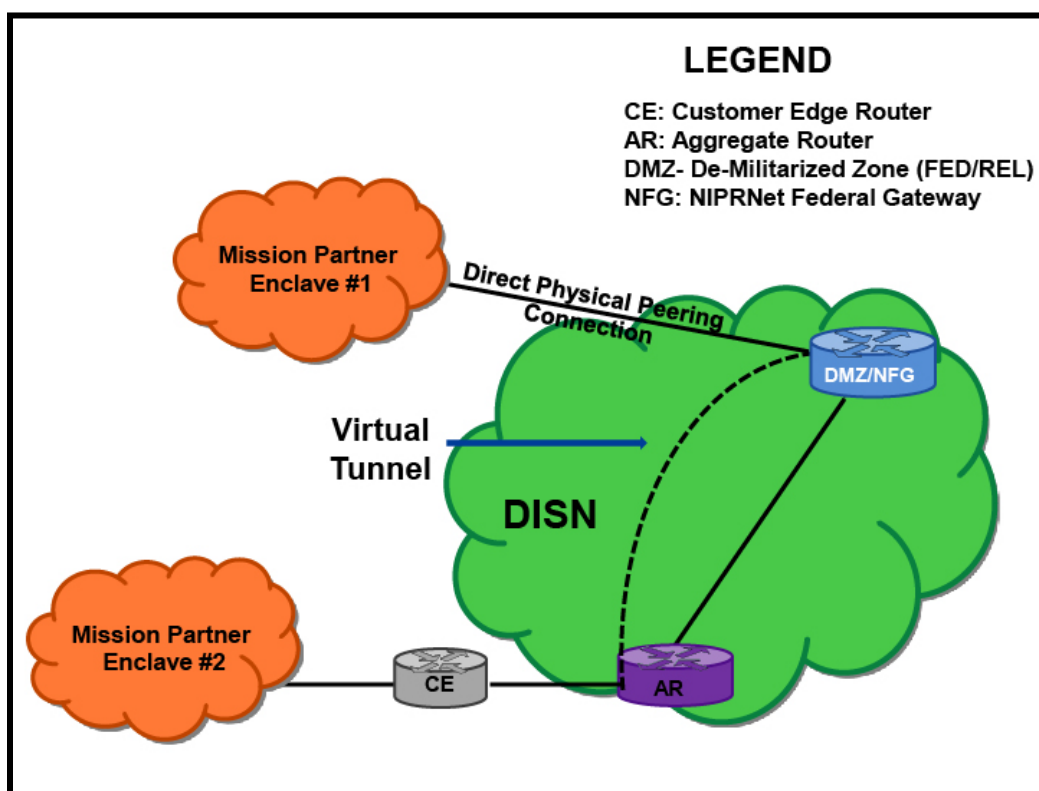 LEGEND
CE: Customer Edge Router
AR: Aggregate Router
DMZ- De-Militarized Zone (FED/REL)
NFG: NIPRNet Federal Gateway
Mission Partner
Enclave #1
Direct Physical Peering
Connection
DMZ/NFG
Virtual
Tunnel
DISN
Mission Partner
Enclave #2
CE
AR